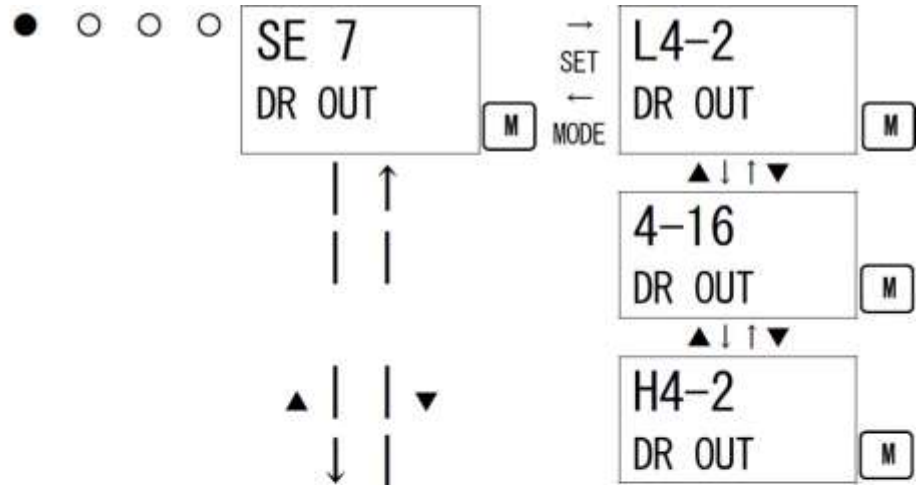 SE 7
DR OUT
M
→
SET
←
MODE
L4-2
DR OUT
M
▲↓↑▼
4-16
DR OUT
M
▲↓↑▼
H4-2
DR OUT
M
▲ ▼